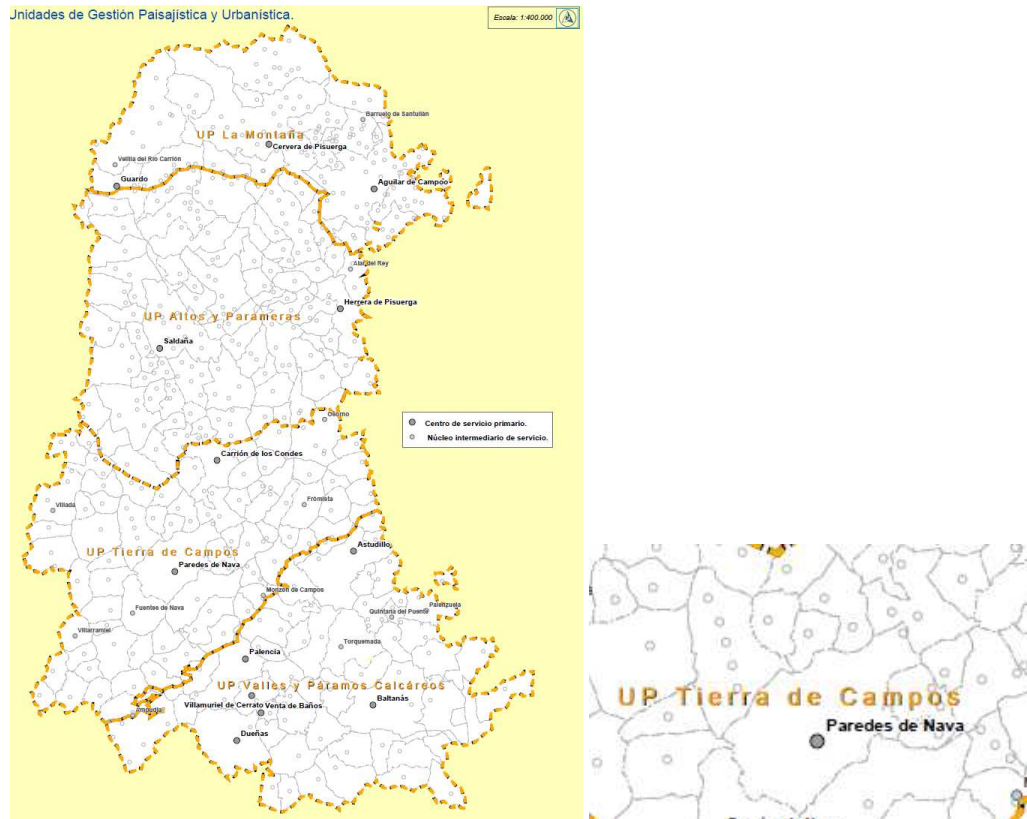 Unidades de Gestión Paisajística y Urbanística.
Escala: 1:400.000
Barruelo de Santullán
UP La Montaña
Cervera de Pisuerga
Velilla del Río Carrión
Guardo
Aguilar de Campoo
Alar del Rey
Herrera de Pisuerga
UP Altos y Parameras
Saldaña
Osorno
Centro de servicio primario.
Núcleo intermediario de servicio.
Carrión de los Condes
Frómista
Villada
Astudillo
UP Tierra de Campos
Paredes de Nava
Monzón de Campos
Fuentes de Nava
Quintana del Puente
Palenzuela
Villarramiel
Torquemada
Palencia
UP Valles y Páramos Calcáreos
Villamuriel de Cerrato
Venta de Baños
Baltanás
Ampudia
Dueñas
UP Tierra de Campos
Paredes de Nava